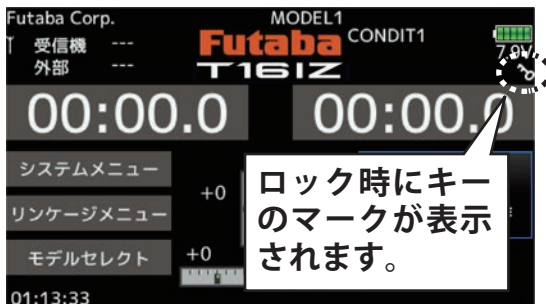 Futaba Corp.
MODEL1
受信機 ---
外部 ---
Futaba
T16IZ
CONDIT1
7.9V
00:00.0
00:00.0
システムメニュー
リンケージメニュー
モデルセレクト
+0
+0
ロック時にキー
のマークが表示
されます。
01:13:33